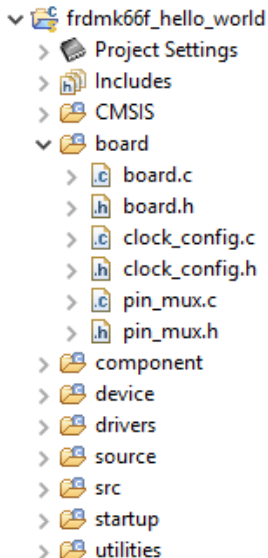 frdmk66f_hello_world
Project Settings
Includes
CMSIS
board
board.c
board.h
clock_config.c
clock_config.h
pin_mux.c
pin_mux.h
component
device
drivers
source
src
startup
utilities